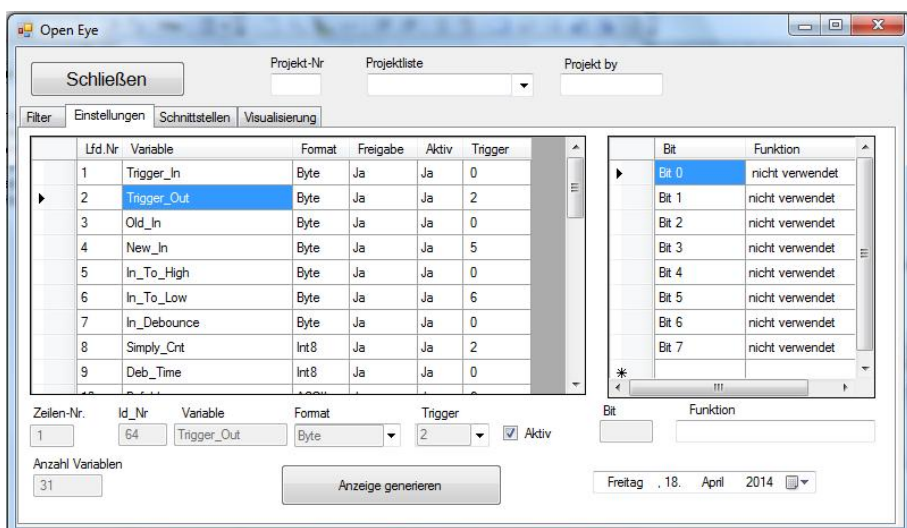 Open Eye
Schließen
Projekt-Nr
Projektliste
Projekt by
Filter Einstellungen Schnittstellen Visualisierung
Lfd.Nr Variable Format Freigabe Aktiv Trigger
1 Trigger_In Byte Ja Ja 0
2 Trigger_Out Byte Ja Ja 2
3 Old_In Byte Ja Ja 0
4 New_In Byte Ja Ja 5
5 In_To_High Byte Ja Ja 0
6 In_To_Low Byte Ja Ja 6
7 In_Debounce Byte Ja Ja 0
8 Simply_Cnt Int8 Ja Ja 2
9 Deb_Time Int8 Ja Ja 0
Bit Funktion
Bit 0 nicht verwendet
Bit 1 nicht verwendet
Bit 2 nicht verwendet
Bit 3 nicht verwendet
Bit 4 nicht verwendet
Bit 5 nicht verwendet
Bit 6 nicht verwendet
Bit 7 nicht verwendet
Zeilen-Nr. Id_Nr Variable Format Trigger
1 64 Trigger_Out Byte 2 Aktiv
Bit Funktion
Anzahl Variablen
31
Anzeige generieren
Freitag , 18. April 2014